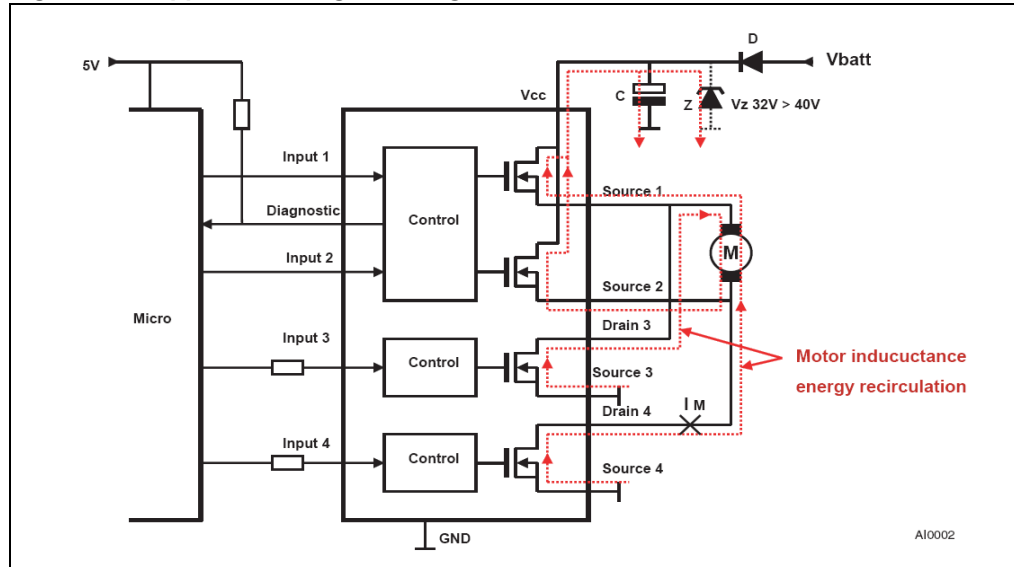 D
Vbatt
5V
Vcc
C
Z
Vz 32V > 40V
Input 1
Source 1
Diagnostic
Control
M
Input 2
Source 2
Micro
Drain 3
Input 3
Control
Source 3
Motor inducuctance
energy recirculation
Drain 4
I M
Input 4
Control
Source 4
GND
AI0002